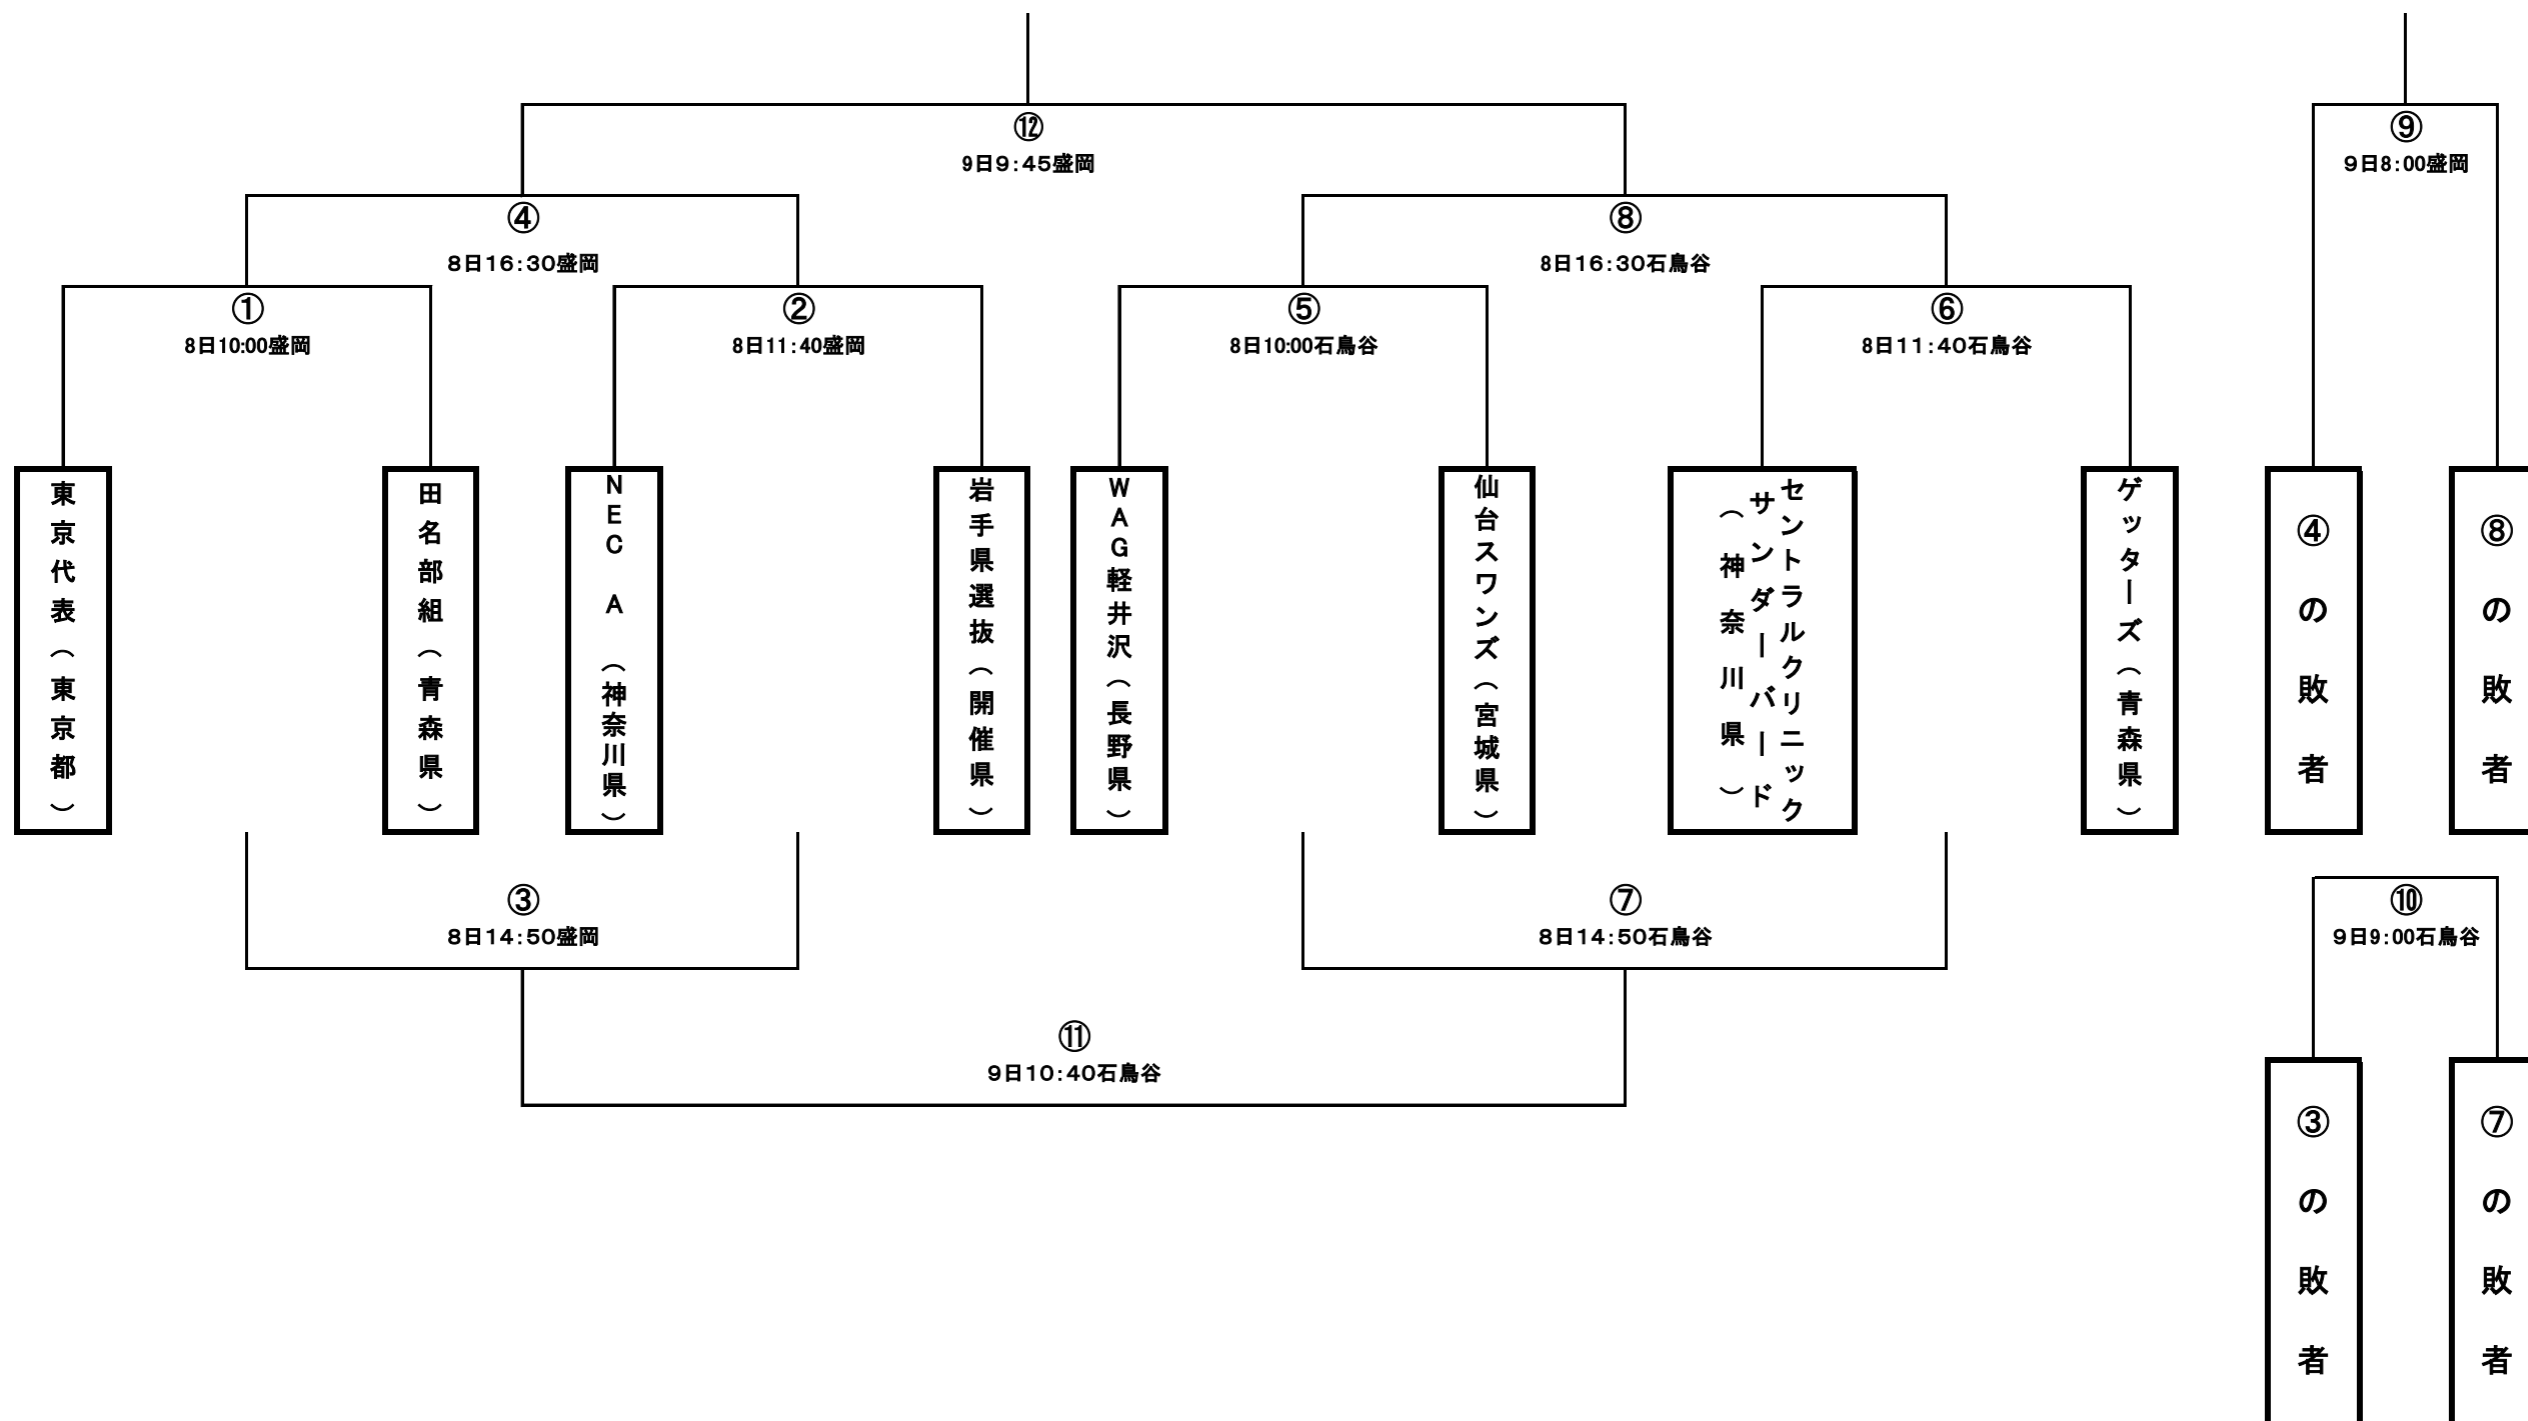 ⑫
9日9:45盛岡
⑨
9日8:00盛岡
④
8日16:30盛岡
⑧
8日16:30石鳥谷
①
8日10:00盛岡
②
8日11:40盛岡
⑤
8日10:00石鳥谷
⑥
8日11:40石鳥谷
東京代表(東京都)
田名部組(青森県)
NEC A (神奈川県)
岩手県選抜(開催県)
WAG軽井沢(長野県)
仙台スワンズ(宮城県)
セントラルクリニック
サンダーバード
(神奈川県)
ゲッターズ(青森県)
④の敗者
⑧の敗者
③
8日14:50盛岡
⑦
8日14:50石鳥谷
⑩
9日9:00石鳥谷
⑪
9日10:40石鳥谷
③の敗者
⑦の敗者